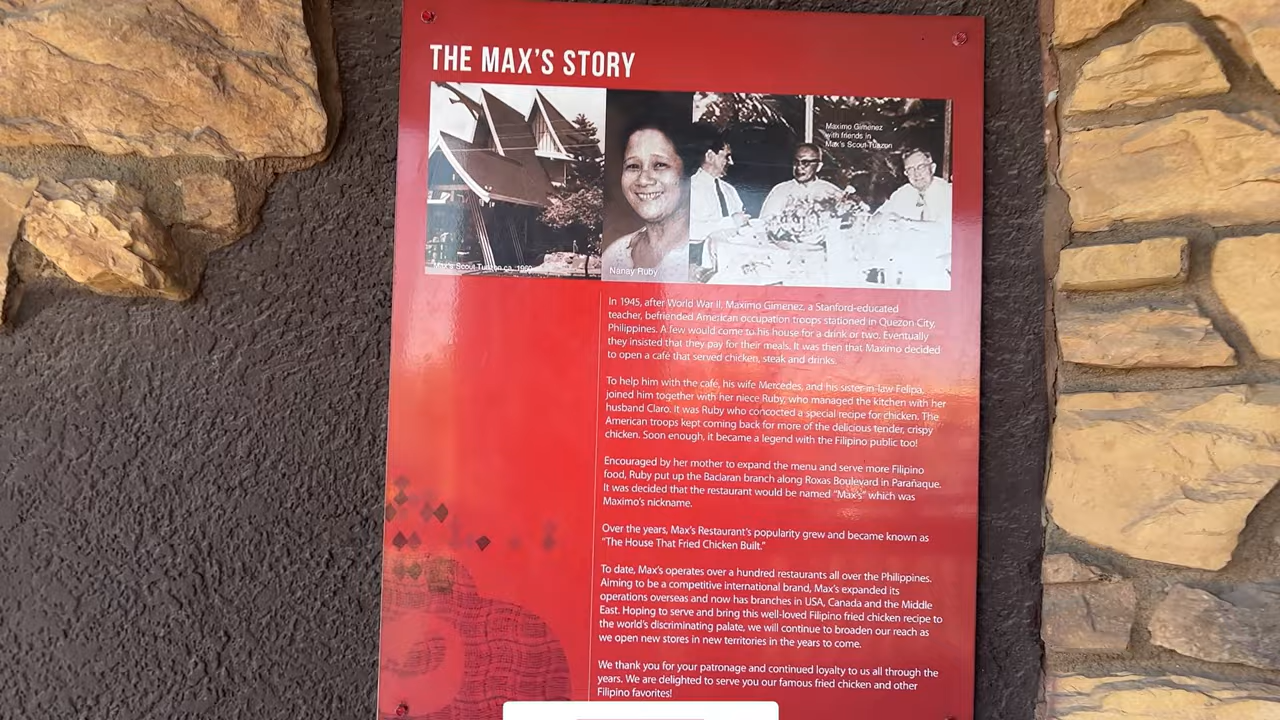 THE MAX'S STORY
Maximo Gimenez
with friends in
Max's Scout Tuazon
Max's Scout Tuazon ca. 1960
Nanay Ruby
In 1945, after World War II, Maximo Gimenez, a Stanford-educated
teacher, befriended American occupation troops stationed in Quezon City,
Philippines. A few would come to his house for a drink or two. Eventually
they insisted that they pay for their meals. It was then that Maximo decided
to open a café that served chicken, steak and drinks.
To help him with the café, his wife Mercedes, and his sister-in-law Felipa,
joined him together with her niece Ruby, who managed the kitchen with her
husband Claro. It was Ruby who concocted a special recipe for chicken. The
American troops kept coming back for more of the delicious tender, crispy
chicken. Soon enough, it became a legend with the Filipino public too!
Encouraged by her mother to expand the menu and serve more Filipino
food, Ruby put up the Baclaran branch along Roxas Boulevard in Parañaque.
It was decided that the restaurant would be named "Max's" which was
Maximo's nickname.
Over the years, Max's Restaurant's popularity grew and became known as
"The House That Fried Chicken Built."
To date, Max's operates over a hundred restaurants all over the Philippines.
Aiming to be a competitive international brand, Max's expanded its
operations overseas and now has branches in USA, Canada and the Middle
East. Hoping to serve and bring this well-loved Filipino fried chicken recipe to
the world's discriminating palate, we will continue to broaden our reach as
we open new stores in new territories in the years to come.
We thank you for your patronage and continued loyalty to us all through the
years. We are delighted to serve you our famous fried chicken and other
Filipino favorites!